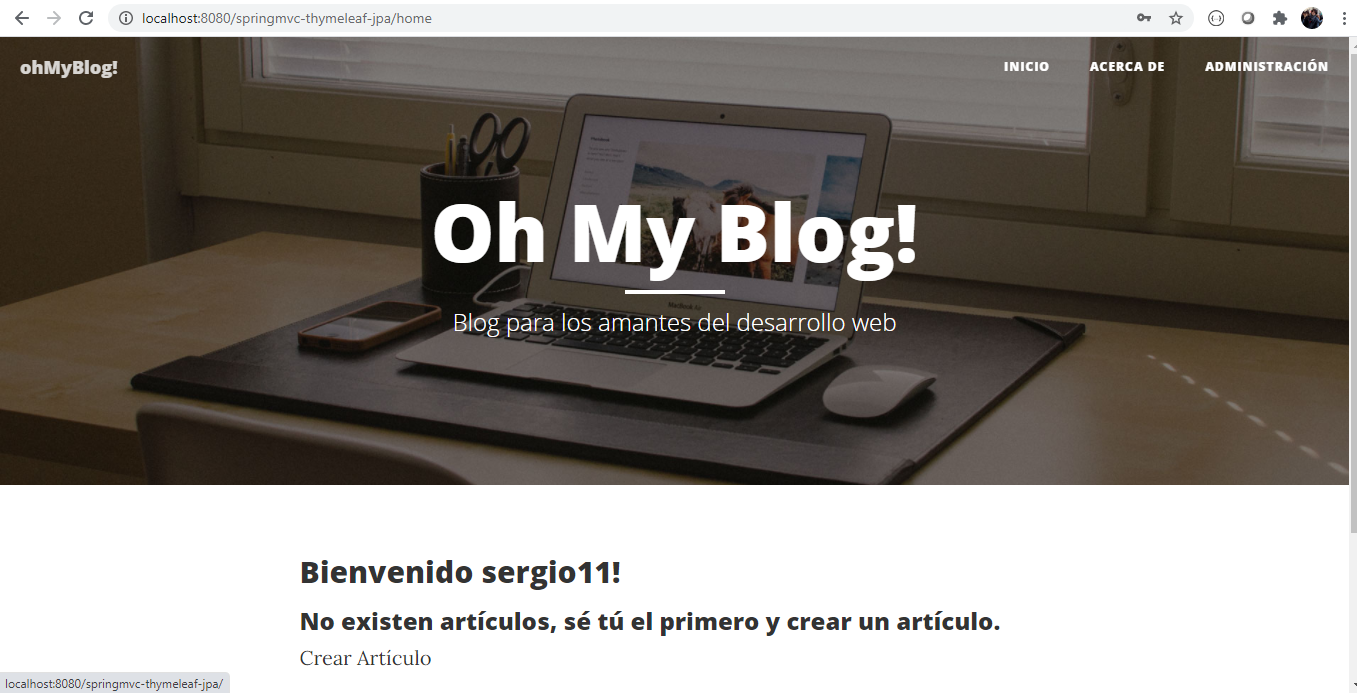 localhost:8080/springmvc-thymeleaf-jpa/home
ohMyBlog!
INICIO ACERCA DE ADMINISTRACIÓN
Oh My Blog!
MacBook Air
Blog para los amantes del desarrollo web
Bienvenido sergio11!
No existen artículos, sé tú el primero y crear un artículo.
Crear Artículo
localhost:8080/springmvc-thymeleaf-jpa/